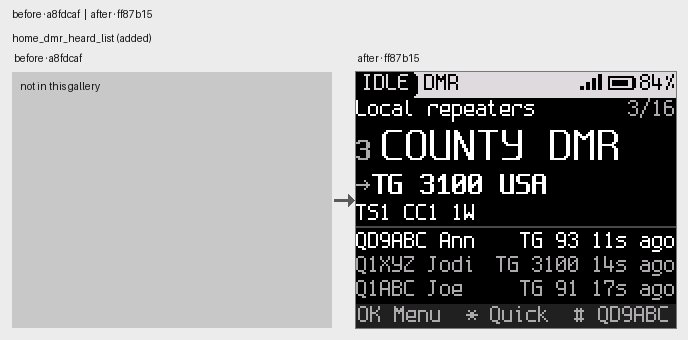 before·a8fdcaf | after·ff87b15
home_dmr_heard_list (added)
before·a8fdcaf
after·ff87b15
not in this gallery
IDLE DMR 84%
Local repeaters 3/16
3 COUNTY DMR
→TG 3100 USA
TS1 CC1 1W
QD9ABC Ann TG 93 11s ago
Q1XYZ Jodi TG 3100 14s ago
Q1ABC Joe TG 91 17s ago
OK Menu * Quick # QD9ABC